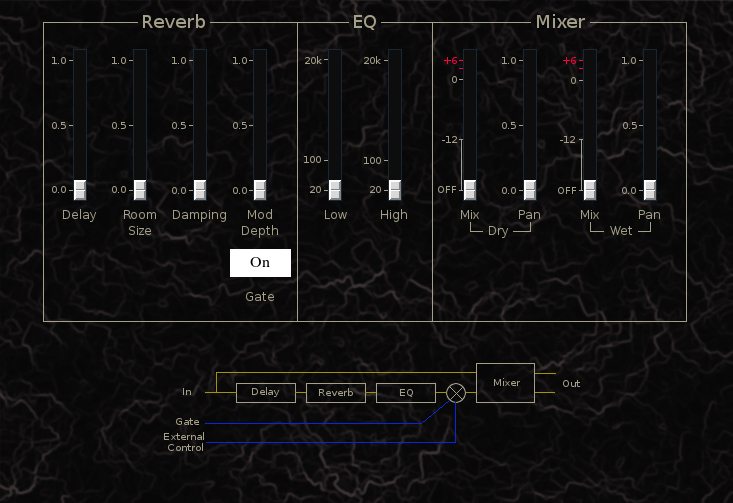 Reverb EQ Mixer
1.0 1.0 1.0 1.0 20k 20k +6 1.0 +6 1.0
0 0
0.5 0.5 0.5 0.5 0.5 0.5
-12 -12
100 100
0.0 0.0 0.0 0.0 20 20 OFF 0.0 OFF 0.0
Delay Room Damping Mod Low High Mix Pan Mix Pan
Size Depth Dry Wet
On
Gate
Mixer
In Delay Reverb EQ Out
Gate
External
Control